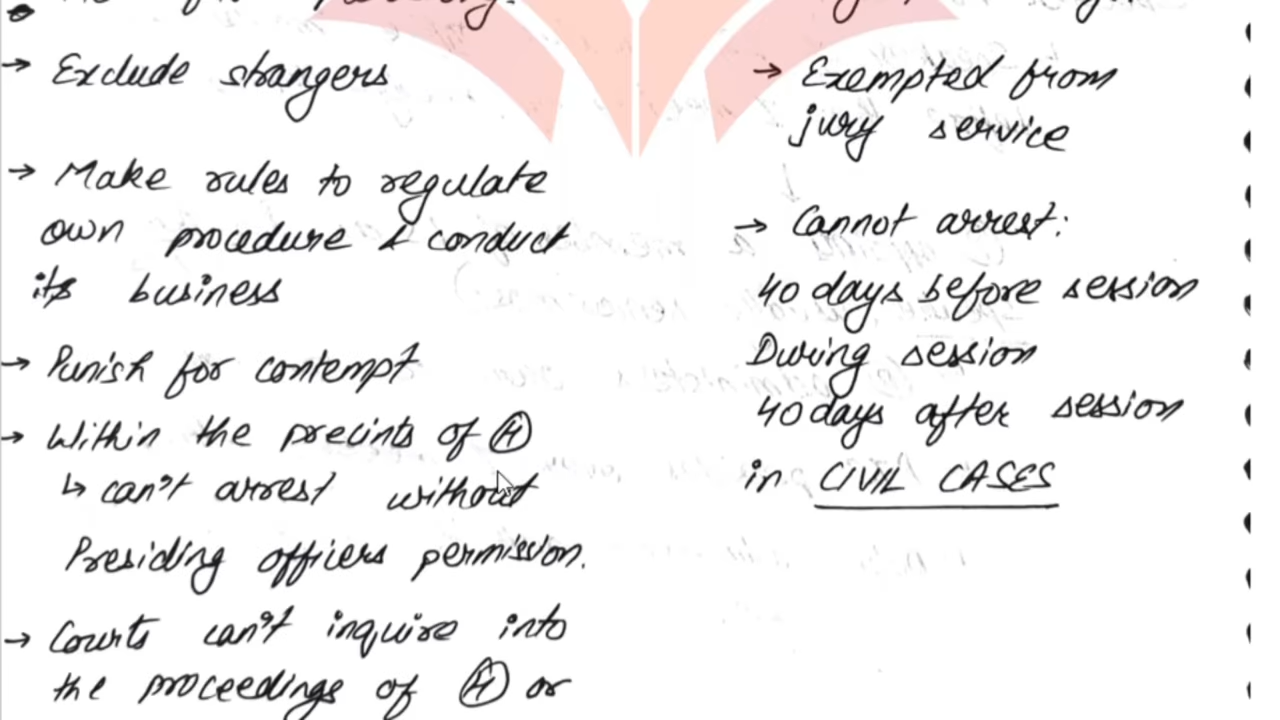 → Exclude strangers
→ Make rules to regulate
own procedure & conduct
its business
→ Punish for contempt
→ Within the precints of Ⓗ
↳ can't arrest without
Presiding officers permission.
→ Courts can't inquire into
the proceedings of Ⓗ or
→ Exempted from
jury service
→ Cannot arrest:
40 days before session
During session
40 days after session
in CIVIL CASES